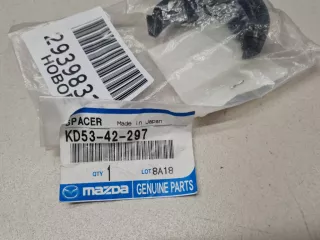 293983
НОВО
SPACER Made in Japan
KD53-42-297
mazda GENUINE PARTS
QTY 1 LOT 8A18